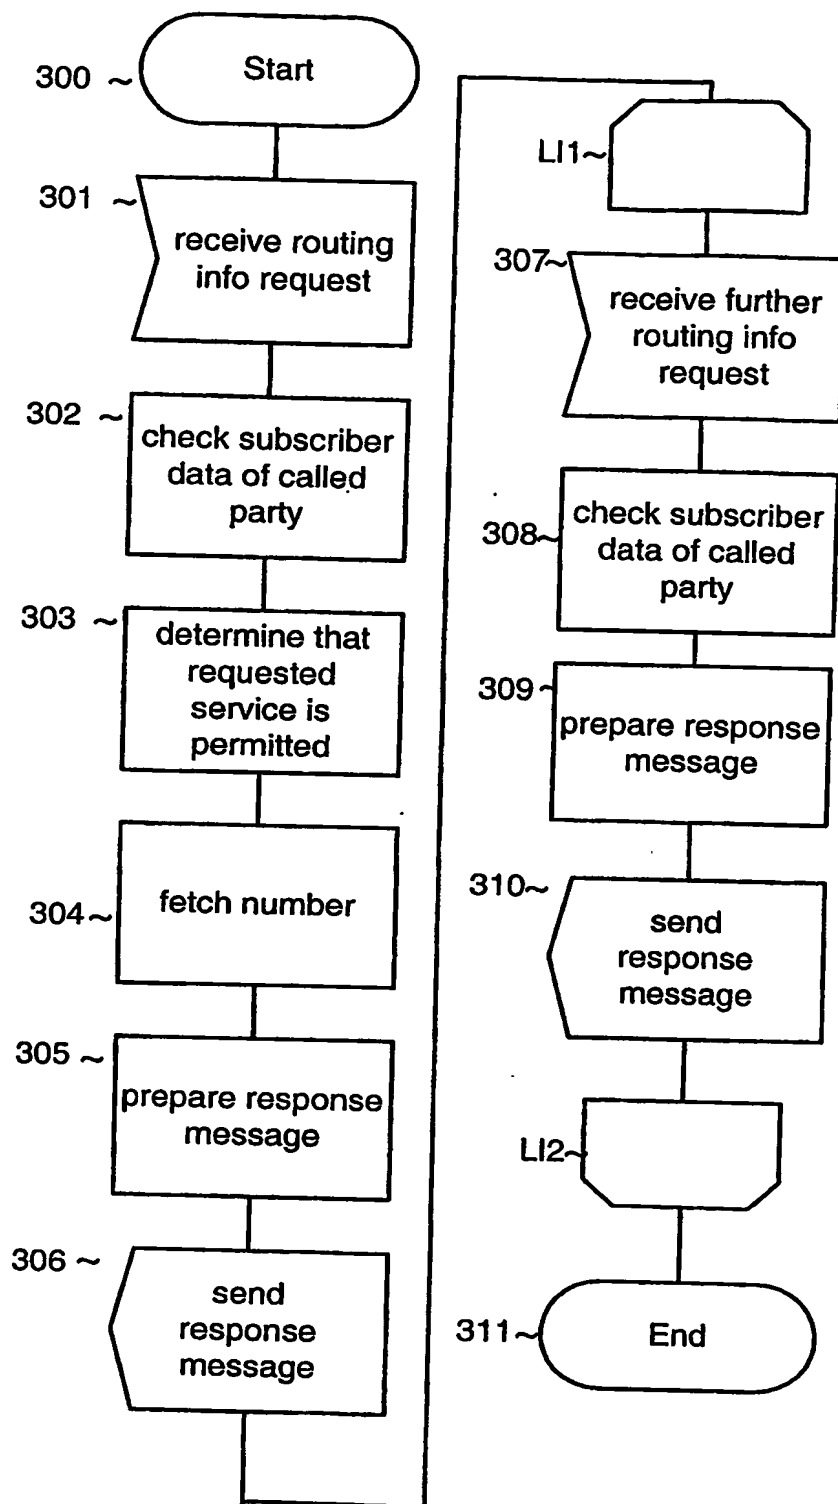 300 ~ Start
301 ~
receive routing
info request
302 ~
check subscriber
data of called
party
303 ~
determine that
requested
service is
permitted
304~ fetch number
305 ~
prepare response
message
306 ~
send
response
message
LI1~
307~
receive further
routing info
request
308~
check subscriber
data of called
party
309~
prepare response
message
310~
send
response
message
LI2~
311~ End